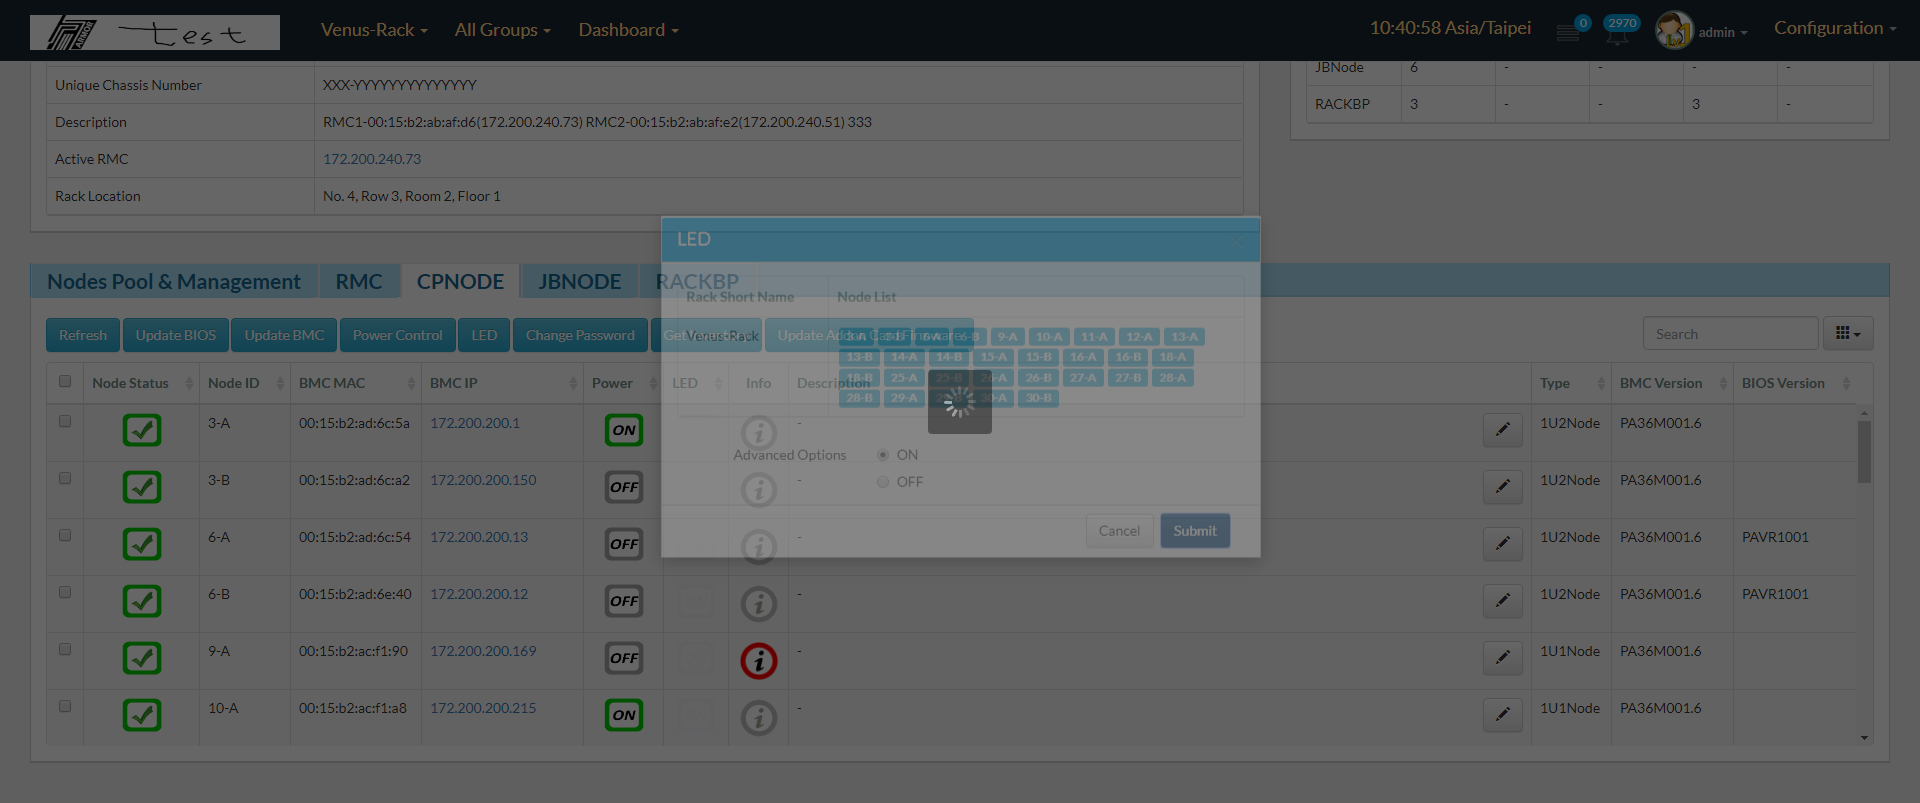 ARMOR test Venus-Rack All Groups Dashboard 10:40:58 Asia/Taipei 0 2970 admin Configuration
Unique Chassis Number XXX-YYYYYYYYYYYYYY
Description RMC1-00:15:b2:ab:af:d6(172.200.240.73) RMC2-00:15:b2:ab:af:e2(172.200.240.51) 333
Active RMC 172.200.240.73
Rack Location No. 4, Row 3, Room 2, Floor 1
JBNode 6 - - - -
RACKBP 3 - - 3 -
Nodes Pool & Management RMC CPNODE JBNODE RACKBP
Refresh Update BIOS Update BMC Power Control LED Change Password Update Addon Card Firmware
Search
Node Status Node ID BMC MAC BMC IP Power LED Info Description Type BMC Version BIOS Version
3-A 00:15:b2:ad:6c:5a 172.200.200.1 ON i - 1U2Node PA36M001.6
3-B 00:15:b2:ad:6c:a2 172.200.200.150 OFF i - 1U2Node PA36M001.6
6-A 00:15:b2:ad:6c:54 172.200.200.13 OFF i - 1U2Node PA36M001.6 PAVR1001
6-B 00:15:b2:ad:6e:40 172.200.200.12 OFF i - 1U2Node PA36M001.6 PAVR1001
9-A 00:15:b2:ac:f1:90 172.200.200.169 OFF i - 1U1Node PA36M001.6
10-A 00:15:b2:ac:f1:a8 172.200.200.215 ON i - 1U1Node PA36M001.6
LED
Rack Short Name Node List
Venus-Rack 3-A 3-B 6-A 6-B 9-A 10-A 11-A 12-A 13-A
13-B 14-A 14-B 15-A 15-B 16-A 16-B 18-A
18-B 25-A 25-B 26-A 26-B 27-A 27-B 28-A
28-B 29-A 30-A 30-B
Advanced Options ON
OFF
Cancel Submit